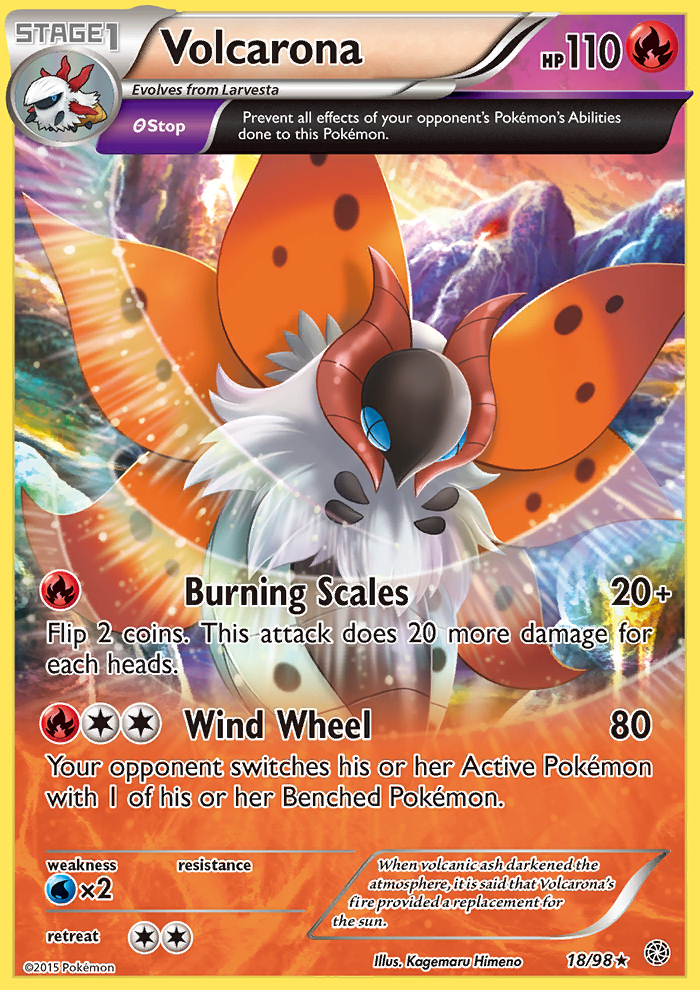 STAGE1
Volcarona
HP110
Evolves from Larvesta
θStop
Prevent all effects of your opponent's Pokémon's Abilities
done to this Pokémon.
Burning Scales 20+
Flip 2 coins. This attack does 20 more damage for
each heads.
Wind Wheel 80
Your opponent switches his or her Active Pokémon
with 1 of his or her Benched Pokémon.
weakness resistance
×2
When volcanic ash darkened the
atmosphere, it is said that Volcarona's
fire provided a replacement for
the sun.
retreat
©2015 Pokémon
Illus. Kagemaru Himeno
18/98★